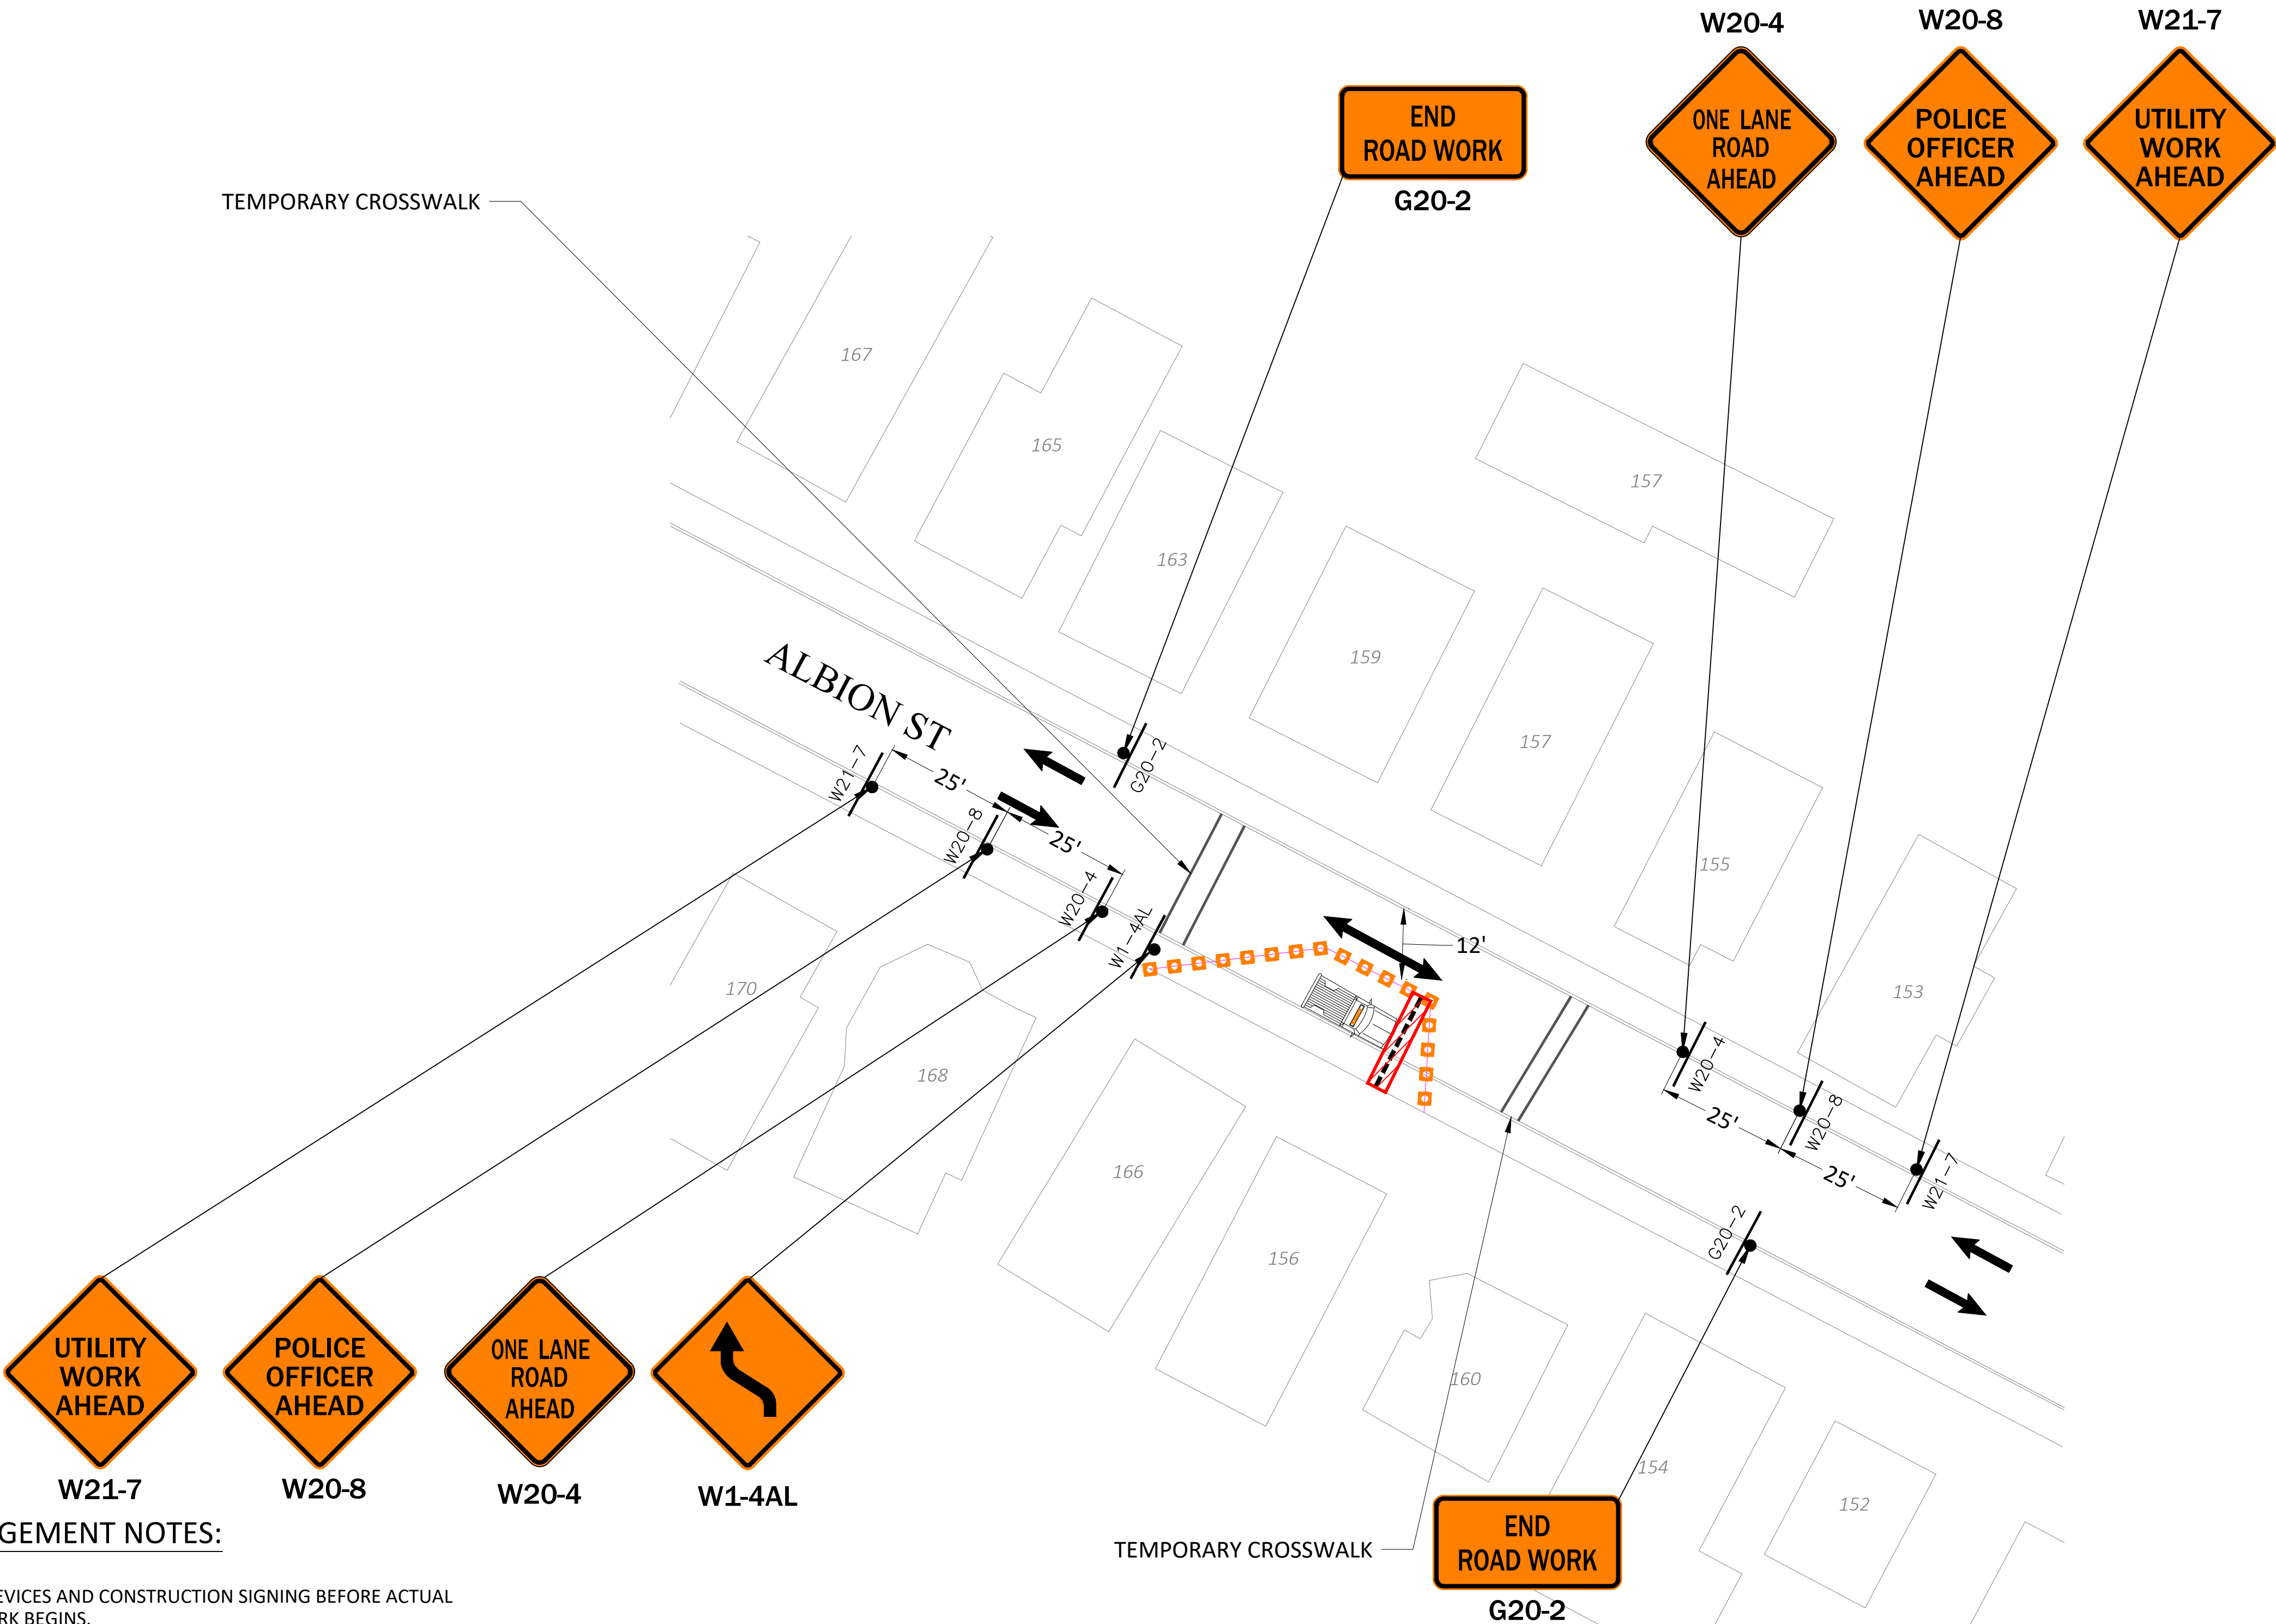 W20-4
W20-8
W21-7
END
ROAD WORK
G20-2
ONE LANE
ROAD
AHEAD
POLICE
OFFICER
AHEAD
UTILITY
WORK
AHEAD
TEMPORARY CROSSWALK
167
165
163
157
159
157
155
153
ALBION ST
W21-7
25'
W20-8
25'
W20-4
W1-4AL
G20-2
12'
W20-4
25'
W20-8
25'
W21-7
G20-2
170
168
166
156
160
154
152
UTILITY
WORK
AHEAD
W21-7
POLICE
OFFICER
AHEAD
W20-8
ONE LANE
ROAD
AHEAD
W20-4
W1-4AL
TEMPORARY CROSSWALK
END
ROAD WORK
G20-2
GEMENT NOTES:
EVICES AND CONSTRUCTION SIGNING BEFORE ACTUAL
RK BEGINS.